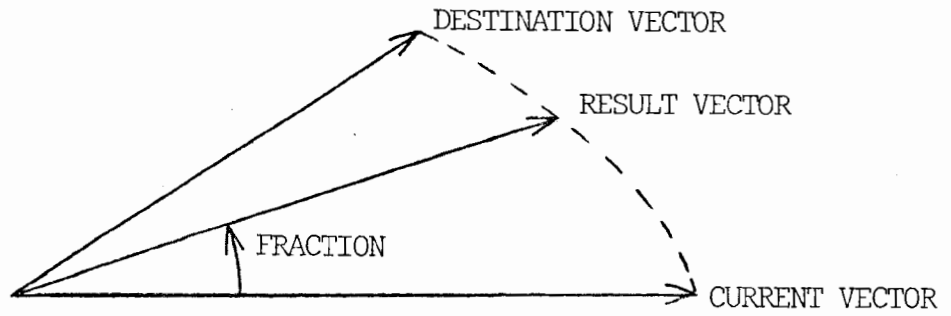 DESTINATION VECTOR
RESULT VECTOR
FRACTION
CURRENT VECTOR